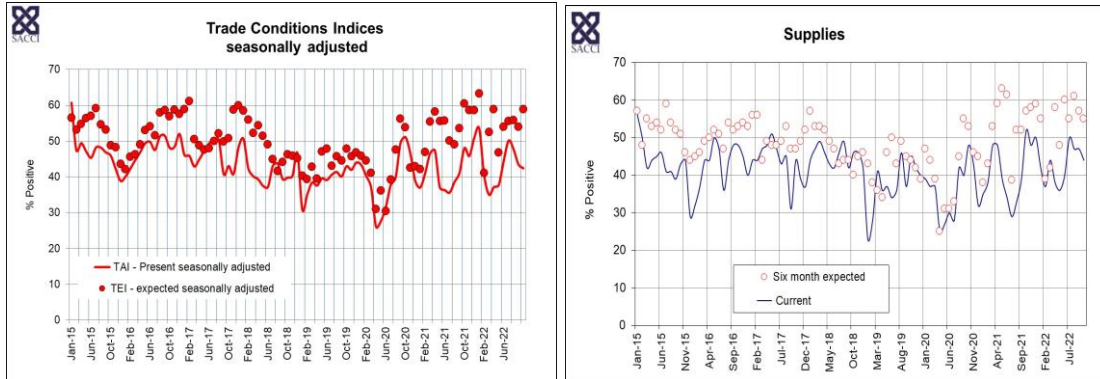 SACCI
Trade Conditions Indices
seasonally adjusted
% Positive
70
60
50
40
30
20
10
0
TAI - Present seasonally adjusted
TEI - expected seasonally adjusted
Jan-15
Jun-15
Oct-15
Feb-16
Jun-16
Oct-16
Feb-17
Jun-17
Oct-17
Feb-18
Jun-18
Oct-18
Feb-19
Jun-19
Oct-19
Feb-20
Jun-20
Oct-20
Feb-21
Jun-21
Oct-21
Feb-22
Jun-22
SACCI
Supplies
% Positive
70
60
50
40
30
20
10
0
Six month expected
Current
Jan-15
Jun-15
Nov-15
Apr-16
Sep-16
Feb-17
Jul-17
Dec-17
May-18
Oct-18
Mar-19
Aug-19
Jan-20
Jun-20
Nov-20
Apr-21
Sep-21
Feb-22
Jul-22